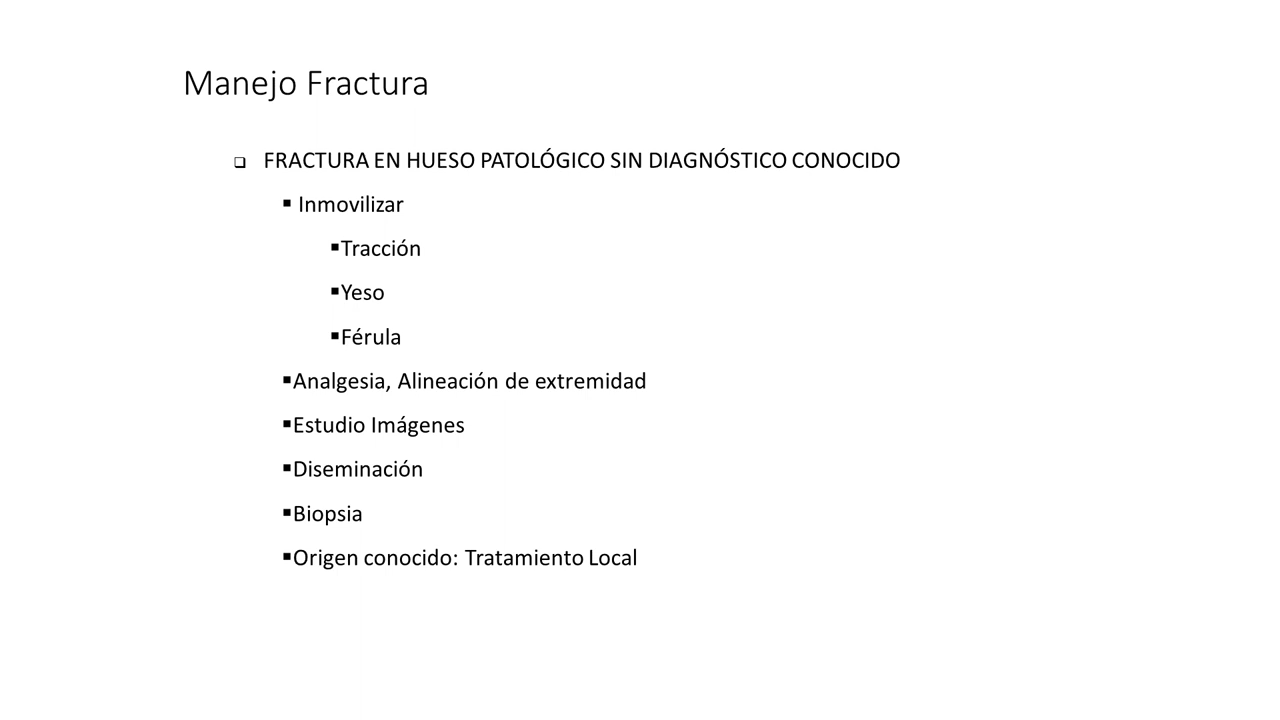 Manejo Fractura
❑ FRACTURA EN HUESO PATOLÓGICO SIN DIAGNÓSTICO CONOCIDO
▪ Inmovilizar
▪Tracción
▪Yeso
▪Férula
▪Analgesia, Alineación de extremidad
▪Estudio Imágenes
▪Diseminación
▪Biopsia
▪Origen conocido: Tratamiento Local